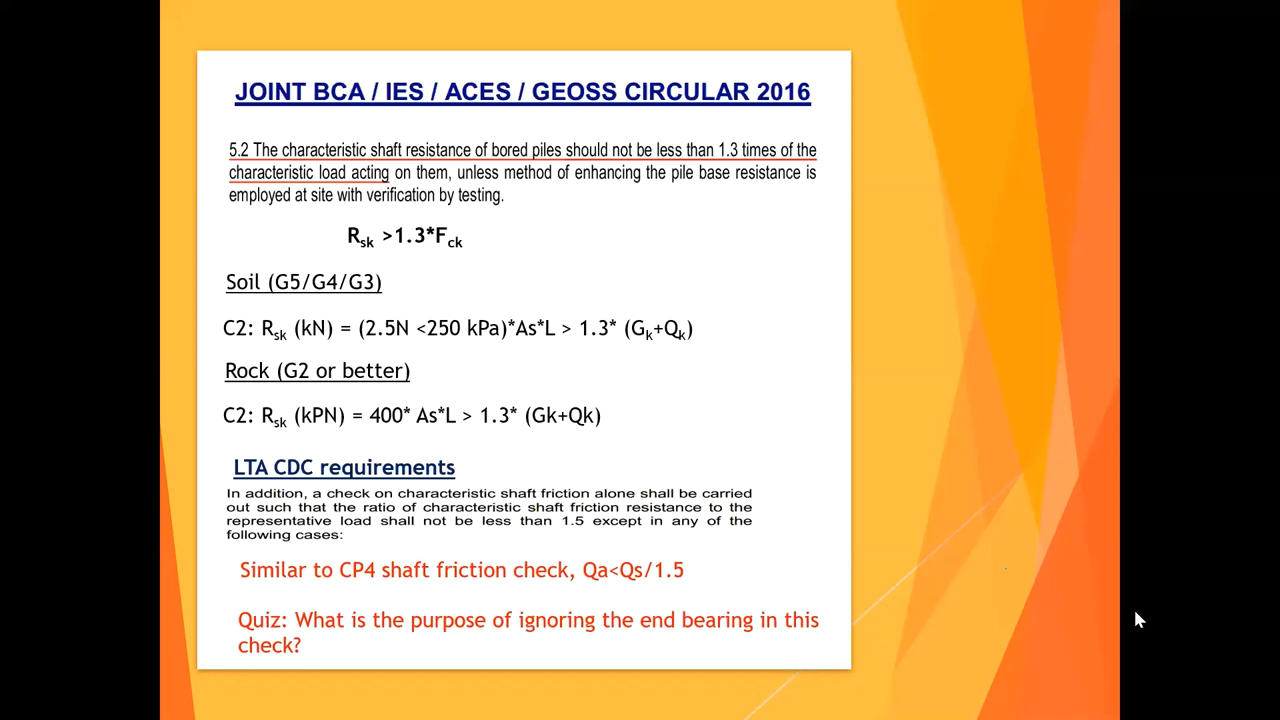 JOINT BCA / IES / ACES / GEOSS CIRCULAR 2016
5.2 The characteristic shaft resistance of bored piles should not be less than 1.3 times of the
characteristic load acting on them, unless method of enhancing the pile base resistance is
employed at site with verification by testing.
Rsk >1.3*Fck
Soil (G5/G4/G3)
C2: Rsk (kN) = (2.5N <250 kPa)*As*L > 1.3* (Gk+Qk)
Rock (G2 or better)
C2: Rsk (kPN) = 400* As*L > 1.3* (Gk+Qk)
LTA CDC requirements
In addition, a check on characteristic shaft friction alone shall be carried
out such that the ratio of characteristic shaft friction resistance to the
representative load shall not be less than 1.5 except in any of the
following cases:
Similar to CP4 shaft friction check, Qa<Qs/1.5
Quiz: What is the purpose of ignoring the end bearing in this
check?